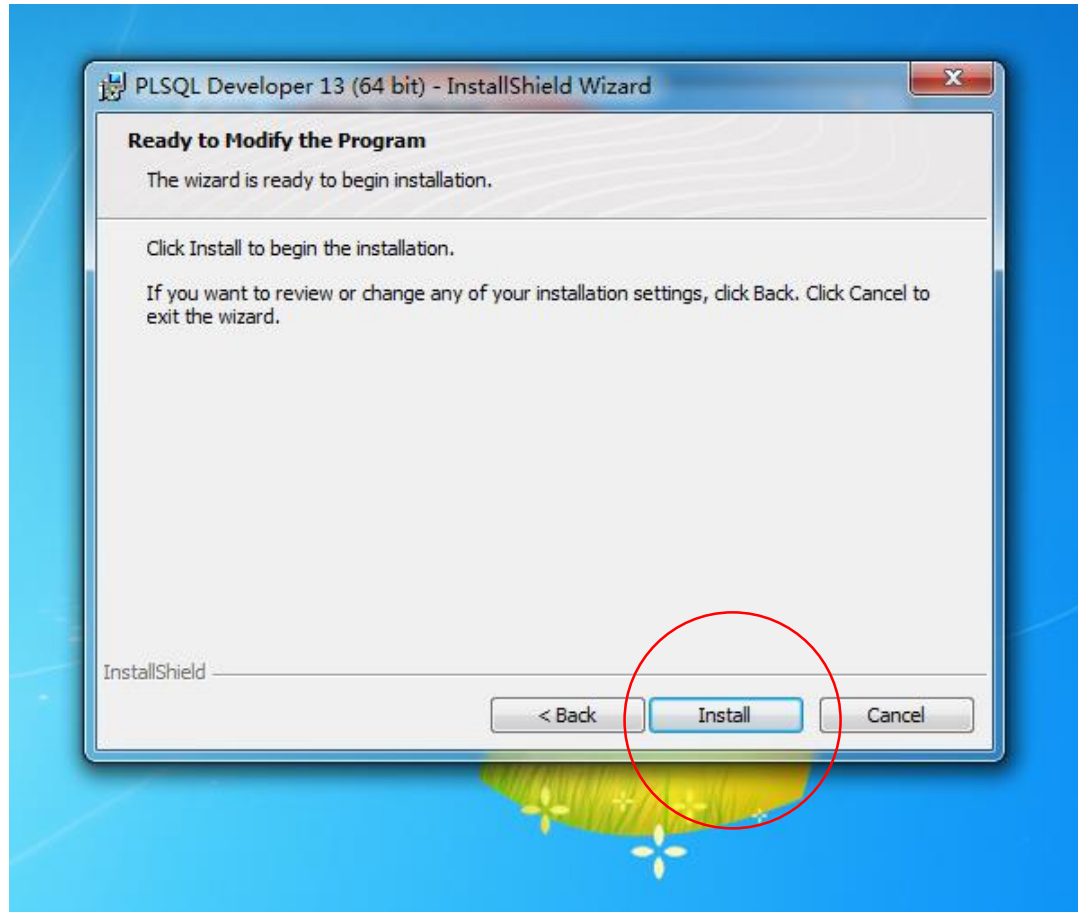 PLSQL Developer 13 (64 bit) - InstallShield Wizard
Ready to Modify the Program
The wizard is ready to begin installation.
Click Install to begin the installation.
If you want to review or change any of your installation settings, click Back. Click Cancel to
exit the wizard.
InstallShield
< Back Install Cancel